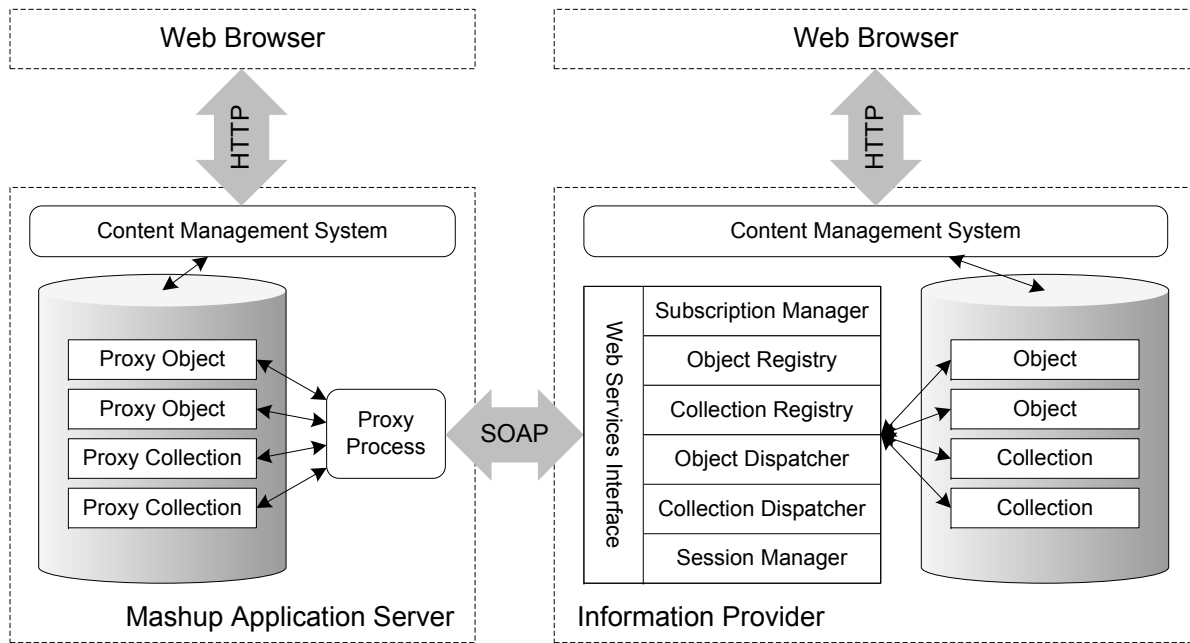 Web Browser
Web Browser
HTTP
HTTP
Content Management System
Content Management System
Proxy Object
Proxy Object
Proxy Collection
Proxy Collection
Proxy
Process
SOAP
Web Services Interface
Subscription Manager
Object Registry
Collection Registry
Object Dispatcher
Collection Dispatcher
Session Manager
Object
Object
Collection
Collection
Mashup Application Server
Information Provider